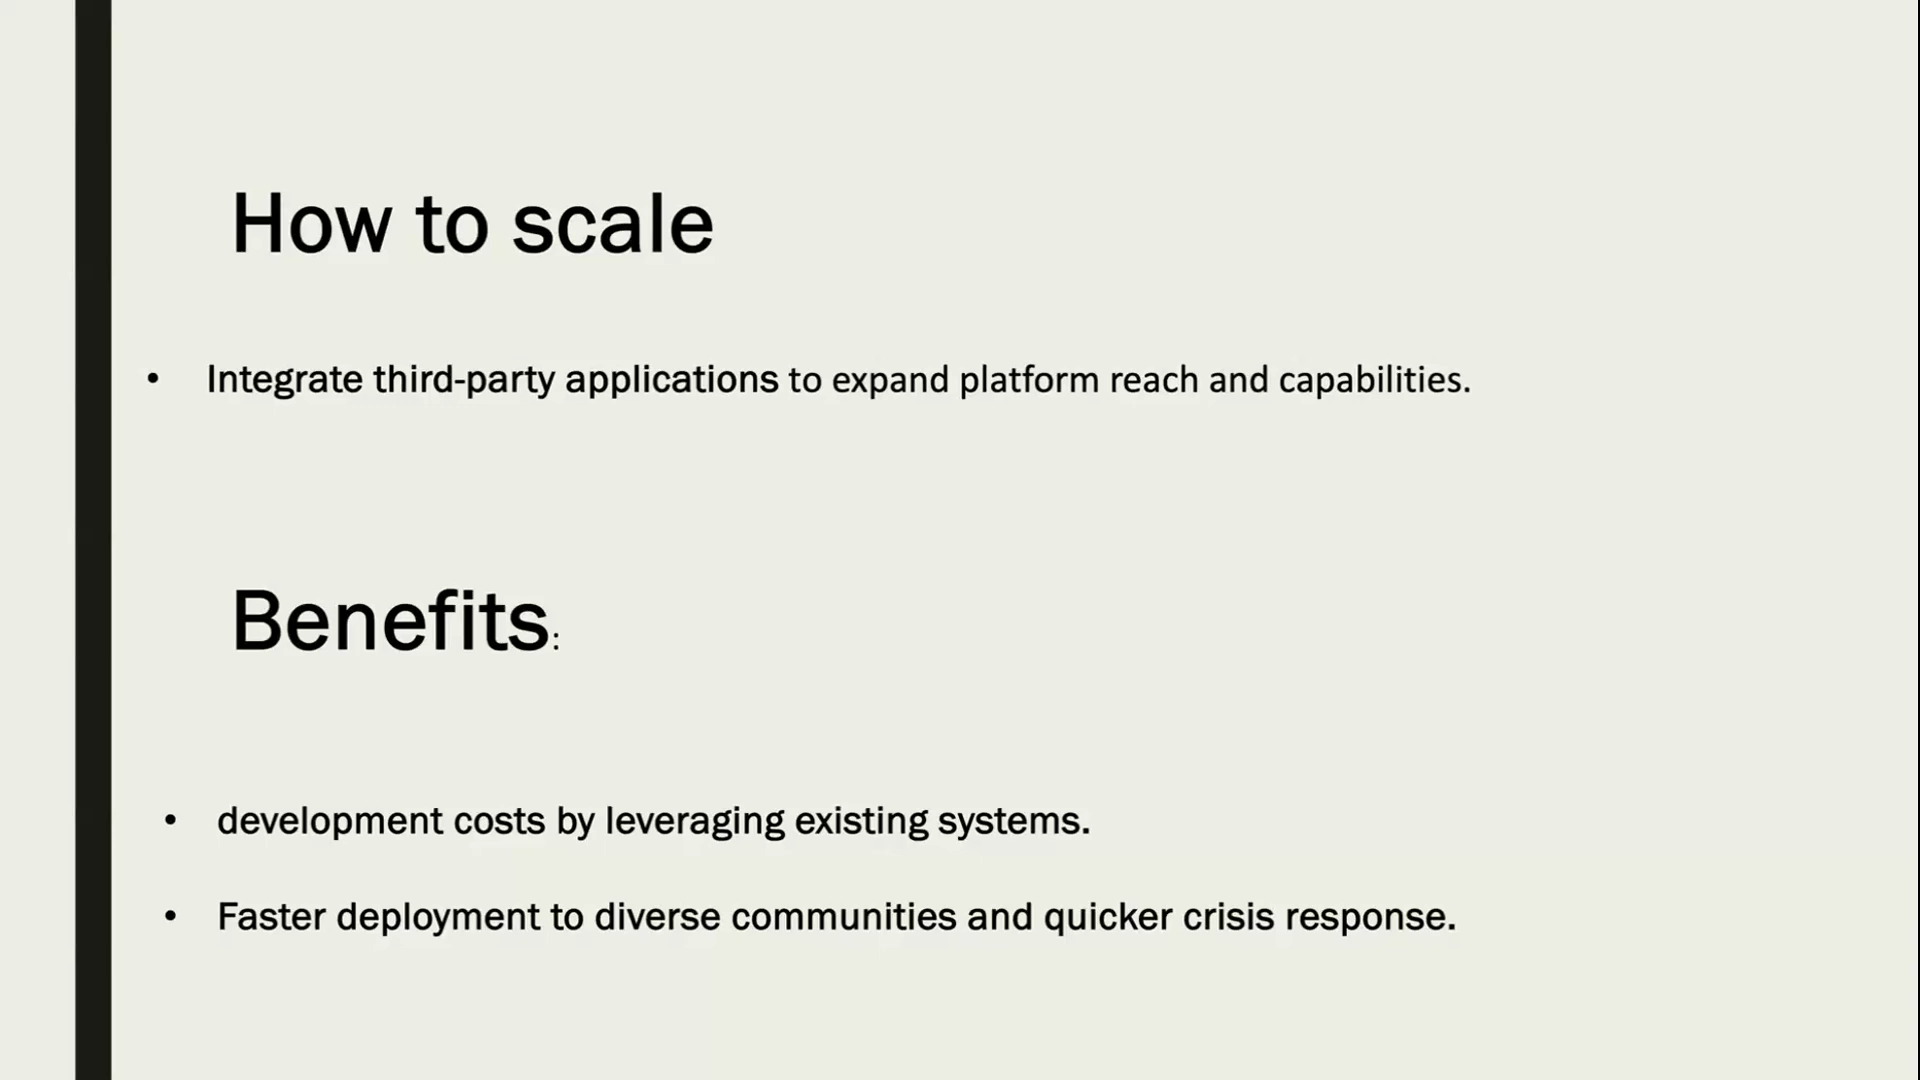 How to scale
• Integrate third-party applications to expand platform reach and capabilities.
Benefits:
• development costs by leveraging existing systems.
• Faster deployment to diverse communities and quicker crisis response.